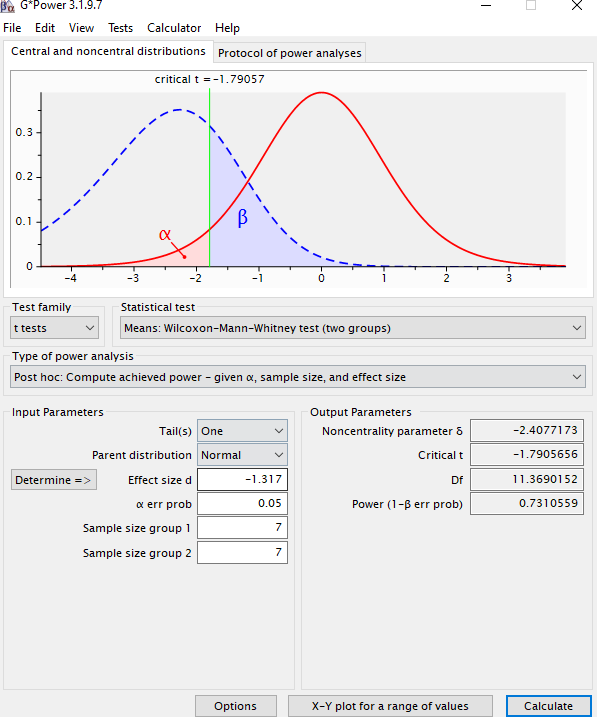 G*Power 3.1.9.7
File Edit View Tests Calculator Help
Central and noncentral distributions Protocol of power analyses
critical t = -1.79057
0.3
0.2
0.1
0
α
β
-4 -3 -2 -1 0 1 2 3
Test family Statistical test
t tests Means: Wilcoxon-Mann-Whitney test (two groups)
Type of power analysis
Post hoc: Compute achieved power - given α, sample size, and effect size
Input Parameters Output Parameters
Tail(s) One Noncentrality parameter δ -2.4077173
Parent distribution Normal Critical t -1.7905656
Determine => Effect size d -1.317 Df 11.3690152
α err prob 0.05 Power (1-β err prob) 0.7310559
Sample size group 1 7
Sample size group 2 7
Options X-Y plot for a range of values Calculate